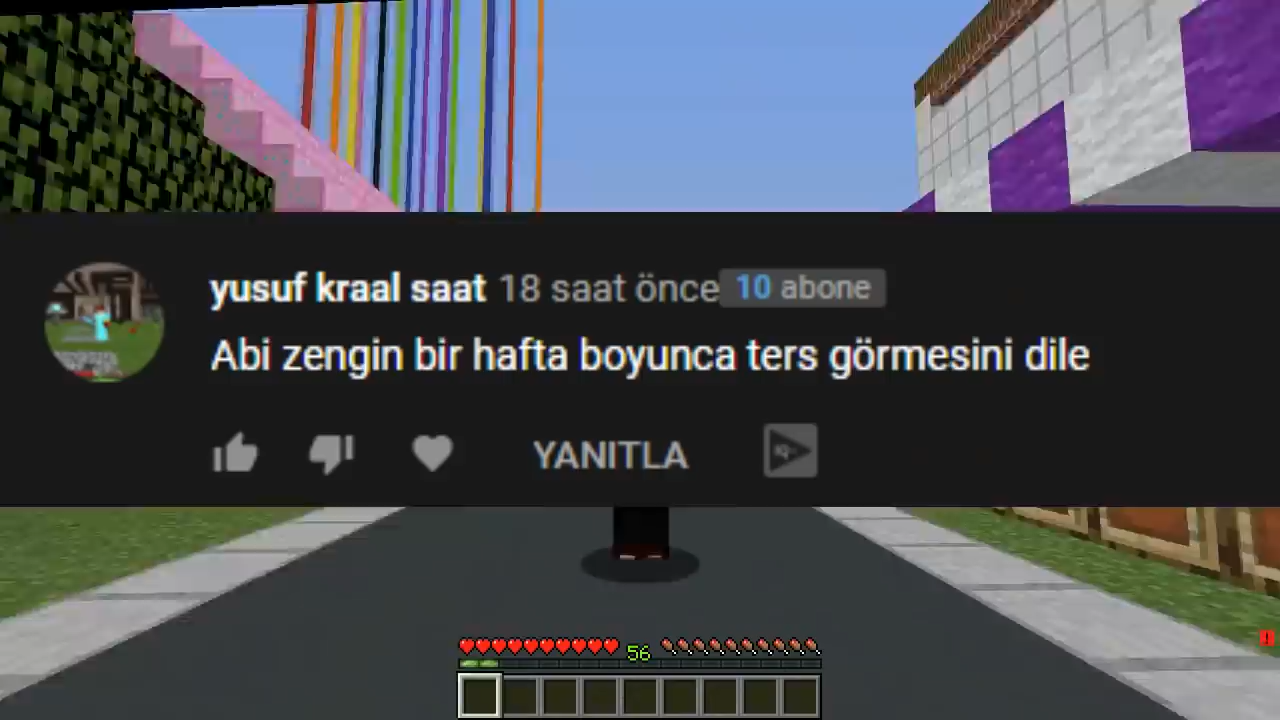 yusuf kraal saat 18 saat önce 10 abone
Abi zengin bir hafta boyunca ters görmesini dile
YANITLA
56